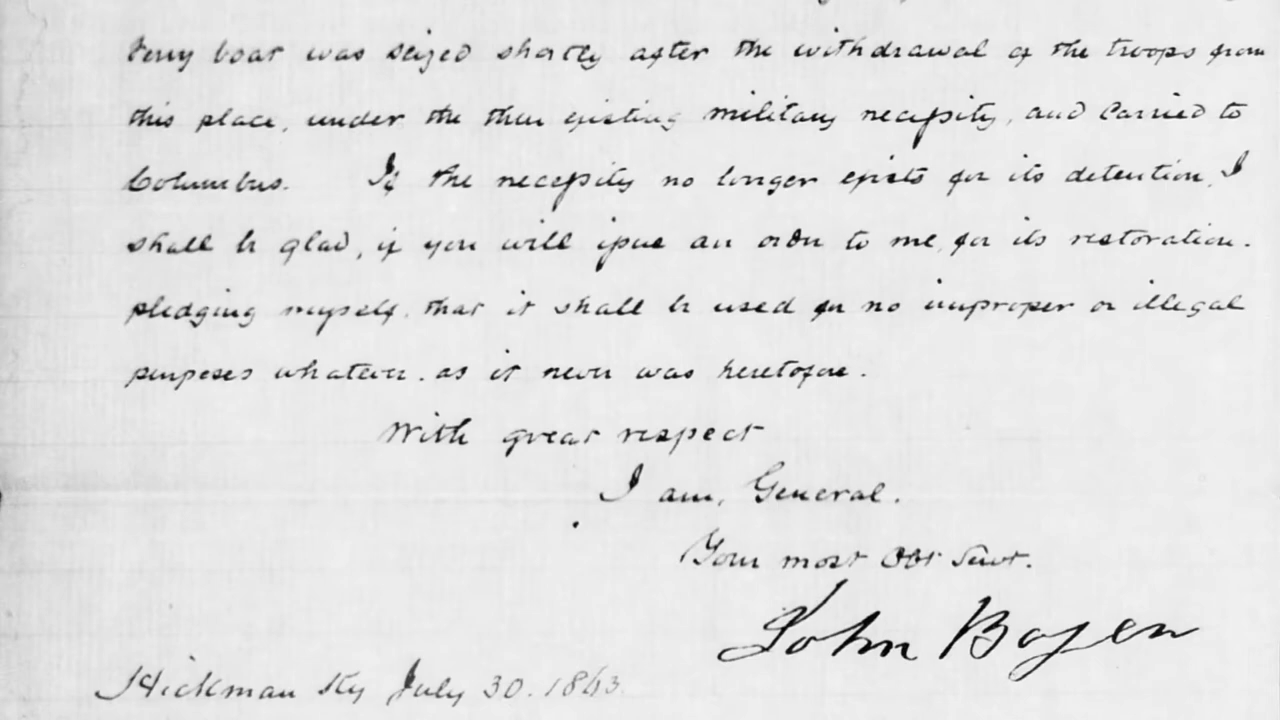 Ferry boat was seized shortly after the withdrawal of the troops from
this place, under the then existing military necessity, and carried to
Columbus. If the necessity no longer exists for its detention, I
shall be glad, if you will issue an order to me, for its restoration.
pledging myself, that it shall be used for no improper or illegal
purposes whatever. as it never was heretofore.
With great respect
I am, General.
Your most Obt Servt.
John Bozen
Hickman Ky July 30. 1863.